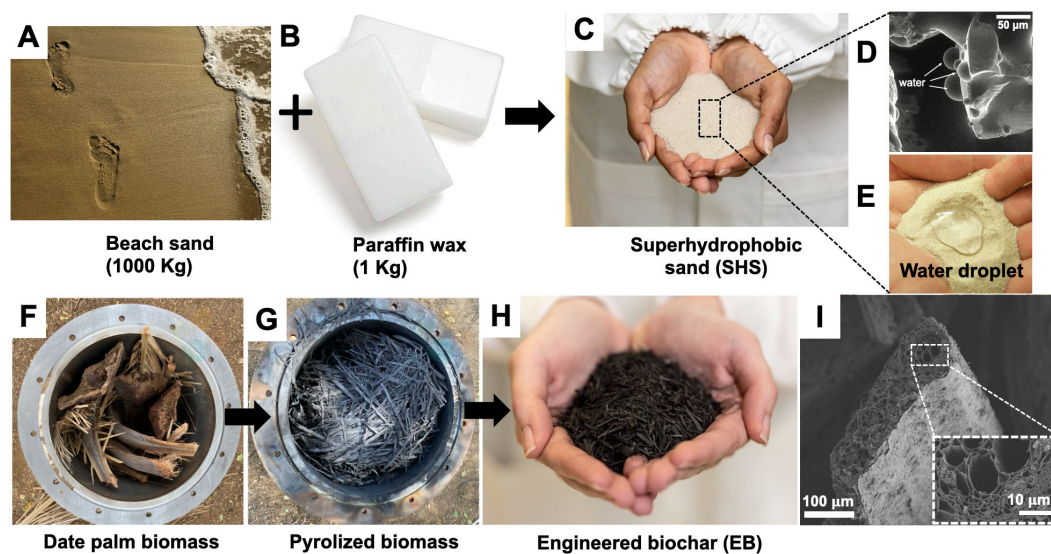 A
B
+
C
D
50 µm
water
E
Water droplet
Beach sand
(1000 Kg)
Paraffin wax
(1 Kg)
Superhydrophobic
sand (SHS)
F
G
H
I
100 µm
10 µm
Date palm biomass
Pyrolized biomass
Engineered biochar (EB)